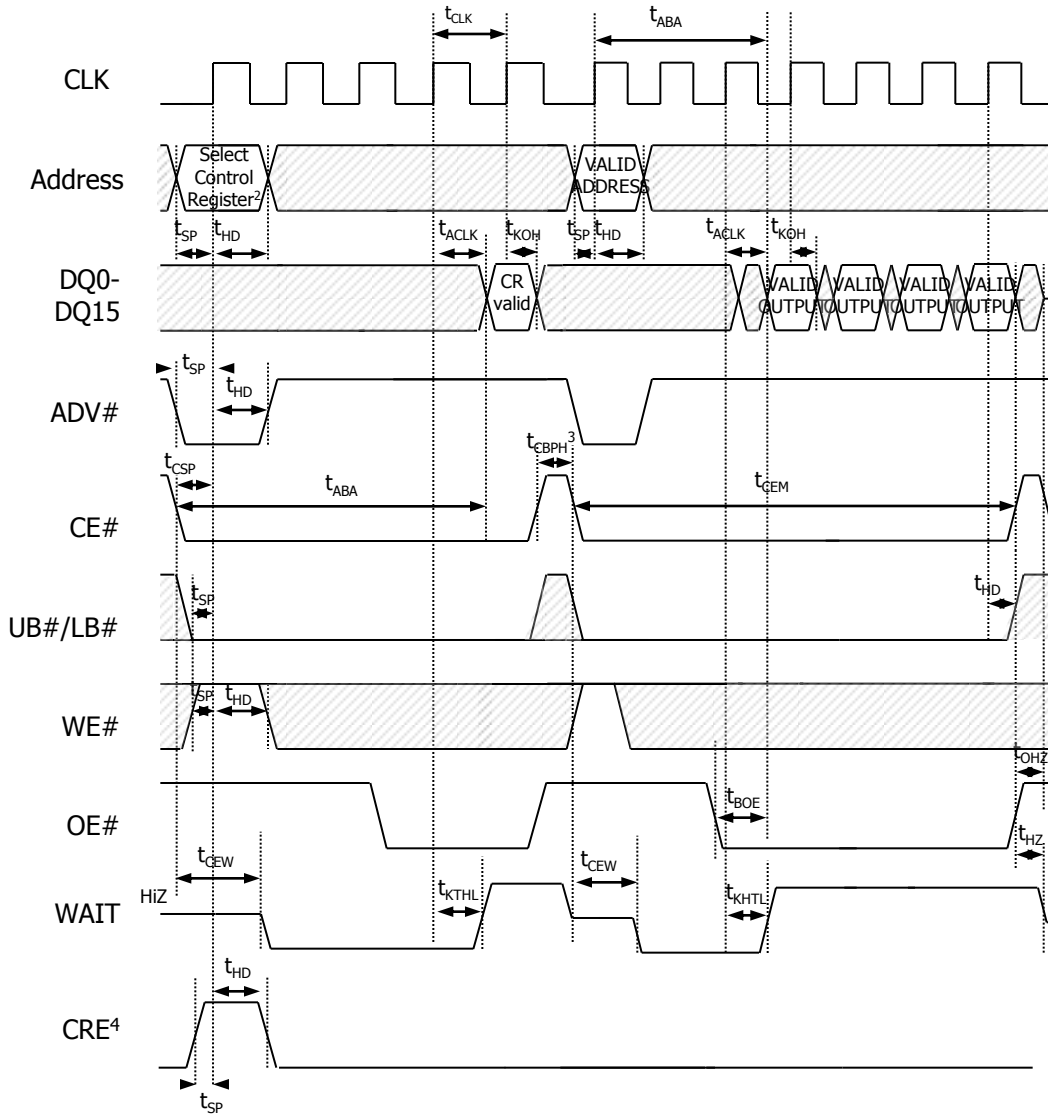 tCLK
tABA
CLK
Address
Select
Control
Register2
VALID
ADDRESS
tSP
tHD
tACLK
tKOH
tSP
tHD
tACLK
tKOH
DQ0-
DQ15
CR
valid
VALID
OUTPUT
VALID
OUTPUT
VALID
OUTPUT
VALID
OUTPUT
tSP
tHD
ADV#
tCBPH3
tCSP
tABA
tCEM
CE#
tSP
tHD
UB#/LB#
tSP
tHD
WE#
tOHZ
tBOE
OE#
tHZ
tCEW
tCEW
HiZ
tKTHL
tKHTL
WAIT
tHD
CRE4
tSP